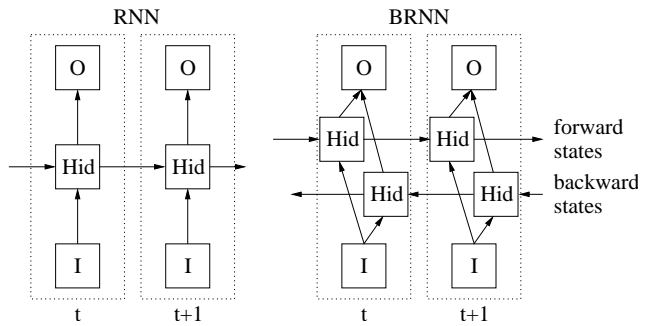 RNN BRNN
O O O O
Hid Hid Hid Hid forward
states
Hid Hid backward
states
I I I I
t t+1 t t+1